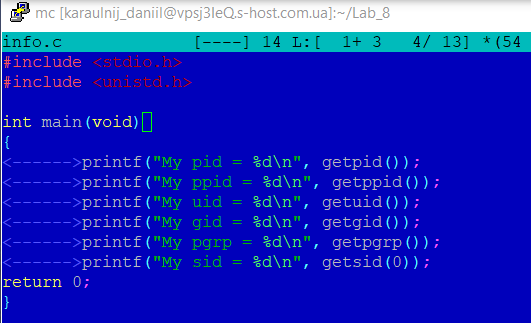 mc [karaulnij_daniil@vpsj3IeQ.s-host.com.ua]:~/Lab_8
info.c [----] 14 L:[ 1+ 3 4/ 13] *(54
#include <stdio.h>
#include <unistd.h>
int main(void)
{
<------>printf("My pid = %d\n", getpid());
<------>printf("My ppid = %d\n", getppid());
<------>printf("My uid = %d\n", getuid());
<------>printf("My gid = %d\n", getgid());
<------>printf("My pgrp = %d\n", getpgrp());
<------>printf("My sid = %d\n", getsid(0));
return 0;
}